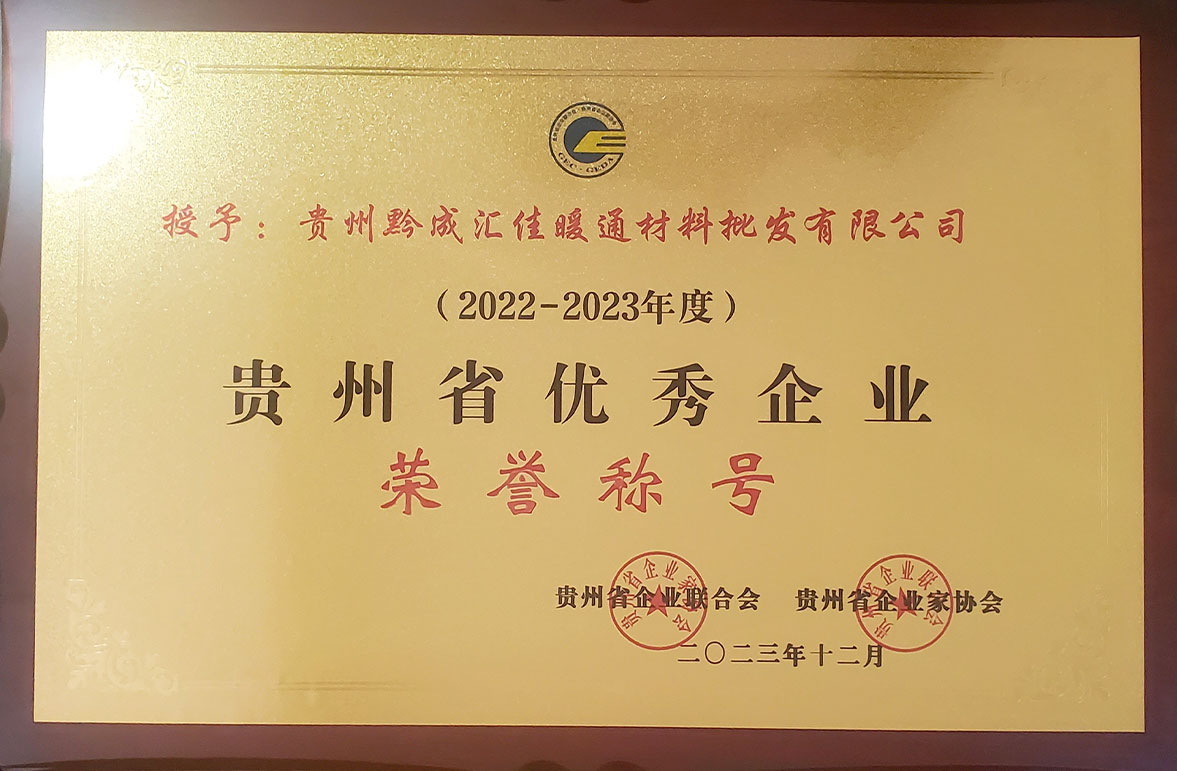 GEC·GEDA
授予：贵州黔成汇佳暖通材料批发有限公司
（2022-2023年度）
贵州省优秀企业
荣誉称号
贵州省企业联合会 贵州省企业家协会
二〇二三年十二月